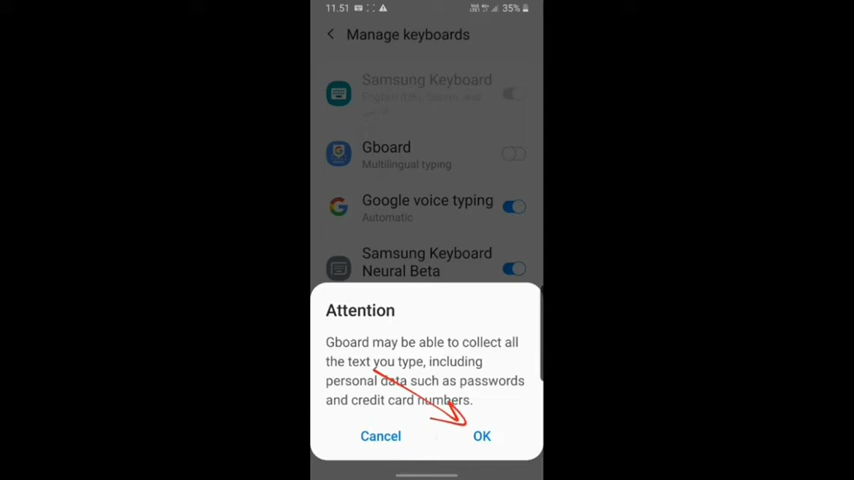 11.51 35%
Manage keyboards
Samsung Keyboard
English
Gboard
Multilingual typing
Google voice typing
Automatic
Samsung Keyboard
Neural Beta
Attention
Gboard may be able to collect all
the text you type, including
personal data such as passwords
and credit card numbers.
Cancel OK